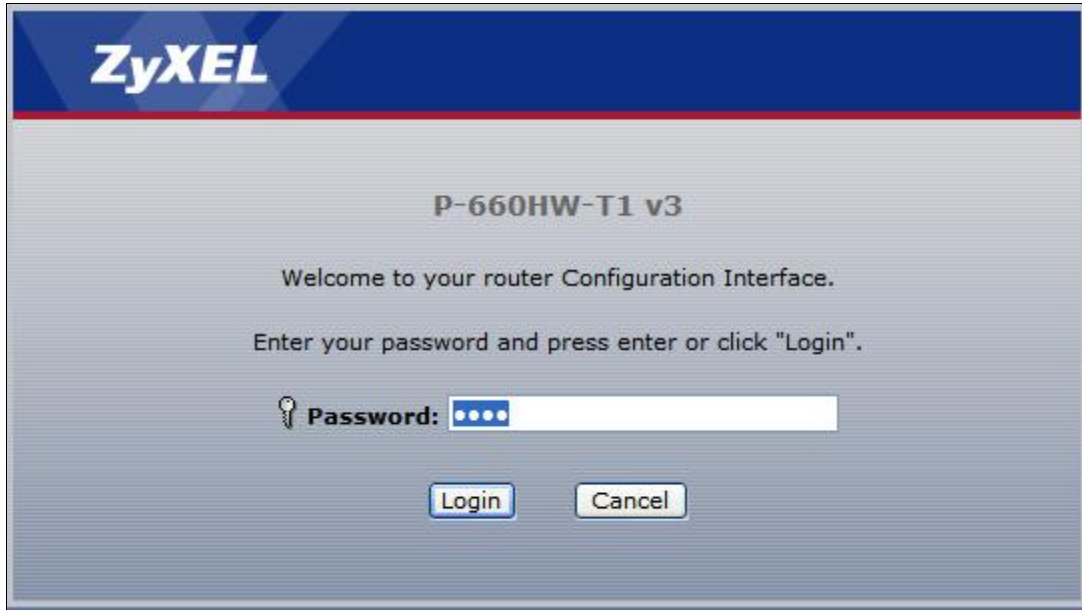 ZyXEL
P-660HW-T1 v3
Welcome to your router Configuration Interface.
Enter your password and press enter or click "Login".
Password: ••••
Login Cancel